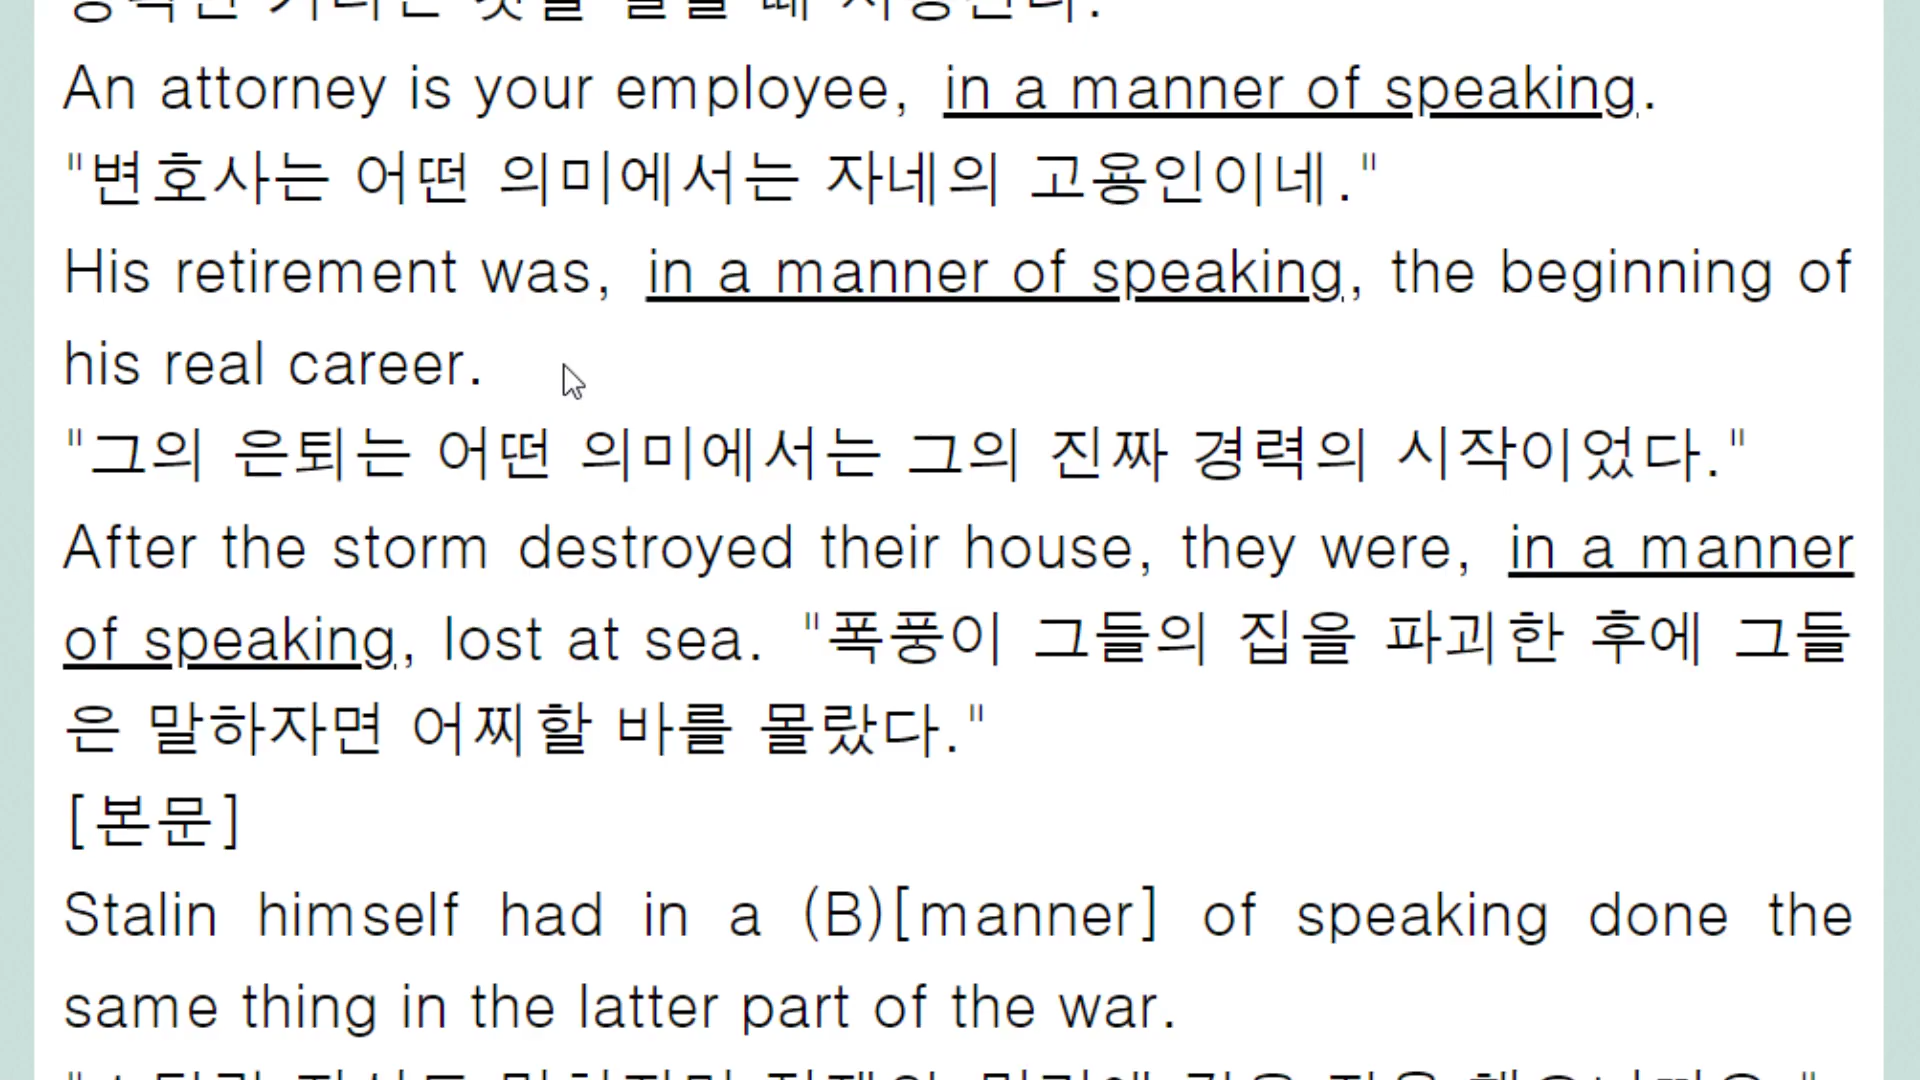 An attorney is your employee, in a manner of speaking.
"변호사는 어떤 의미에서는 자네의 고용인이네."
His retirement was, in a manner of speaking, the beginning of
his real career.
"그의 은퇴는 어떤 의미에서는 그의 진짜 경력의 시작이었다."
After the storm destroyed their house, they were, in a manner
of speaking, lost at sea. "폭풍이 그들의 집을 파괴한 후에 그들
은 말하자면 어찌할 바를 몰랐다."
[본문]
Stalin himself had in a (B)[manner] of speaking done the
same thing in the latter part of the war.